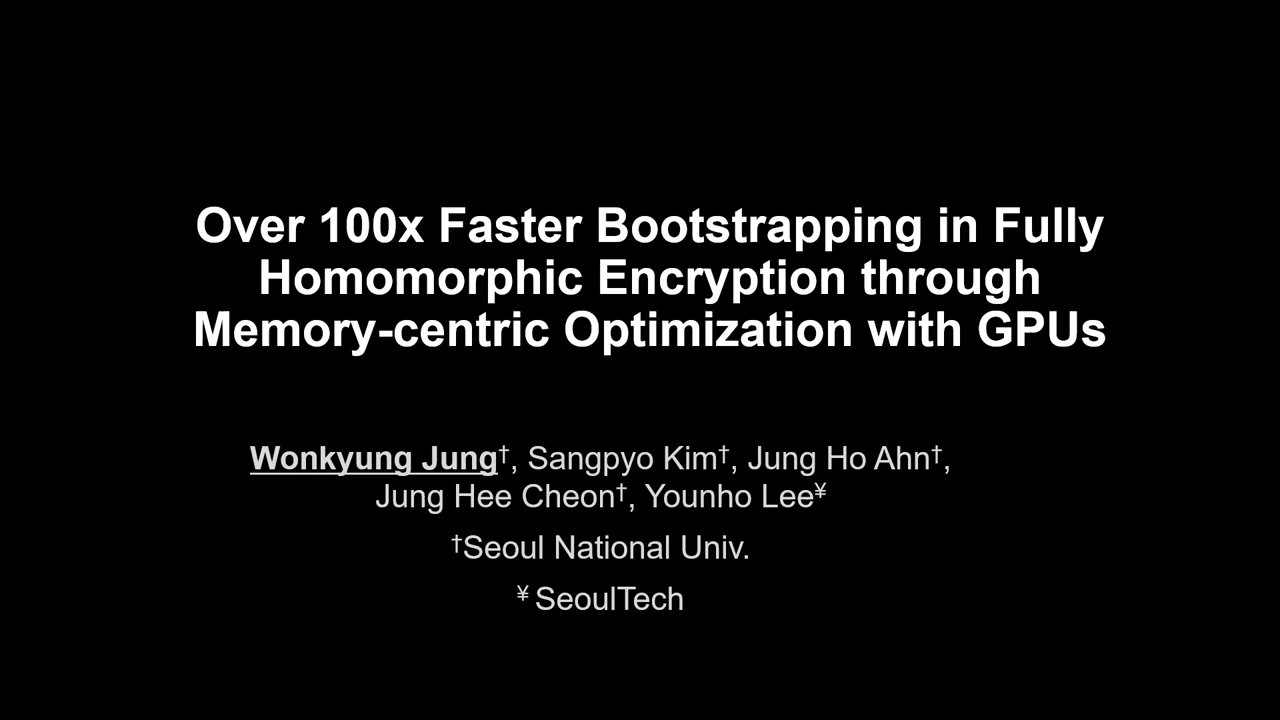 Over 100x Faster Bootstrapping in Fully
Homomorphic Encryption through
Memory-centric Optimization with GPUs
Wonkyung Jung†, Sangpyo Kim†, Jung Ho Ahn†,
Jung Hee Cheon†, Younho Lee¥
†Seoul National Univ.
¥ SeoulTech